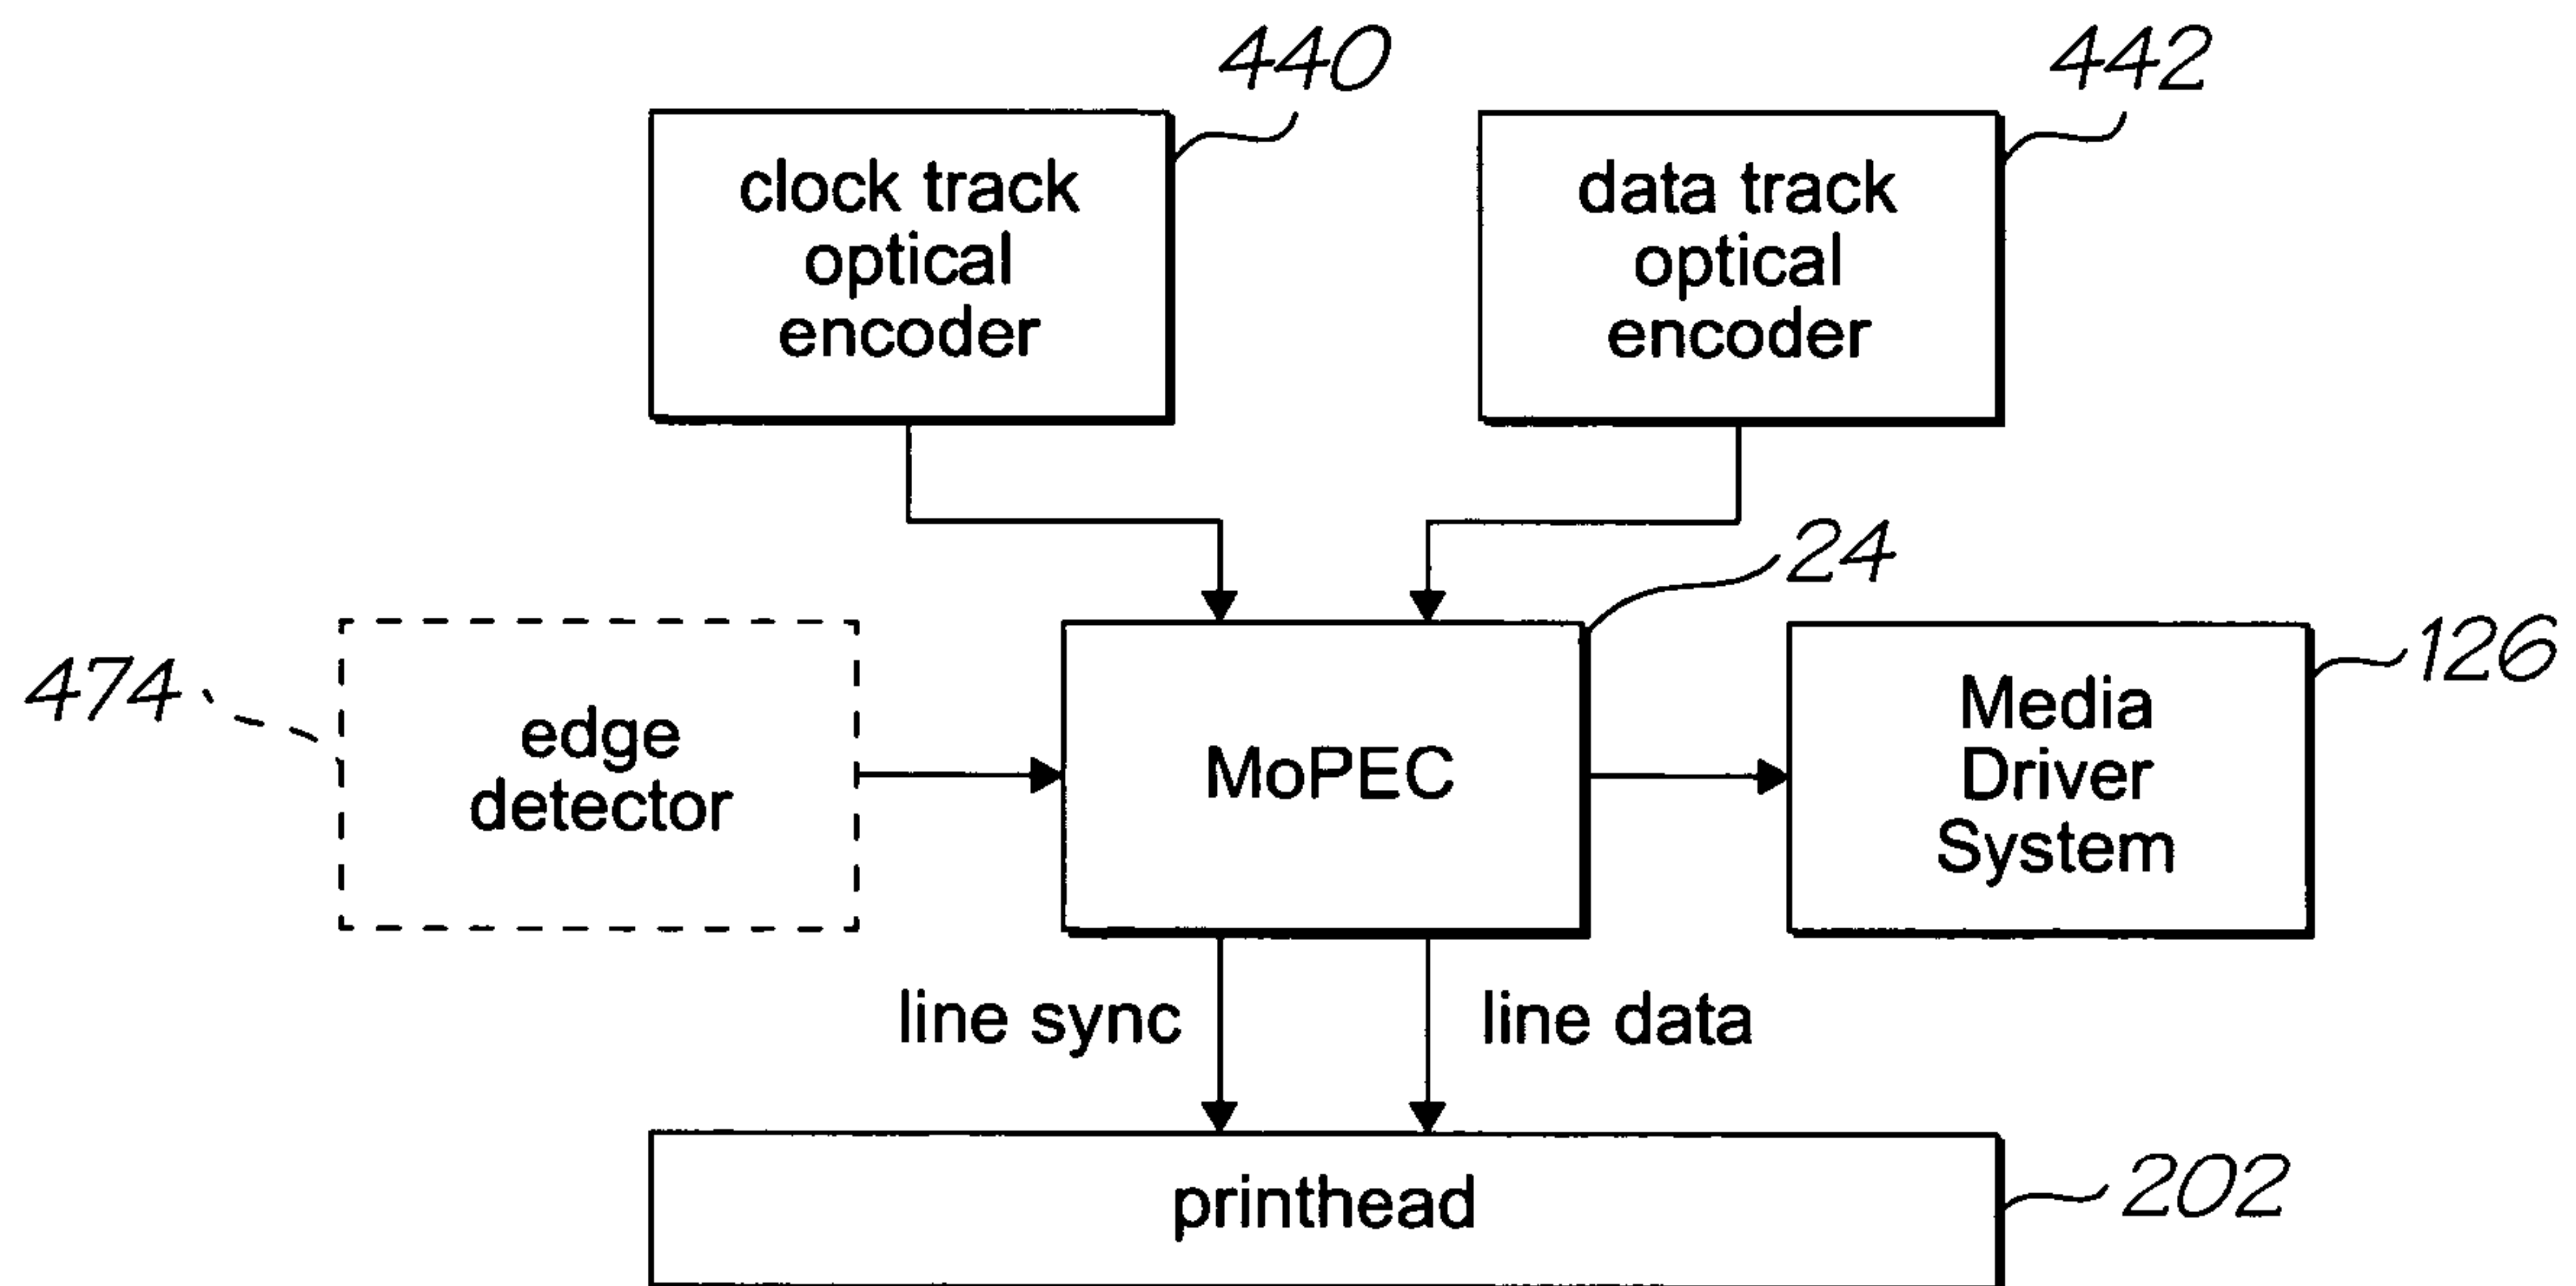 440
442
clock track
optical
encoder
data track
optical
encoder
24
474
edge
detector
MoPEC
126
Media
Driver
System
line sync
line data
printhead
202